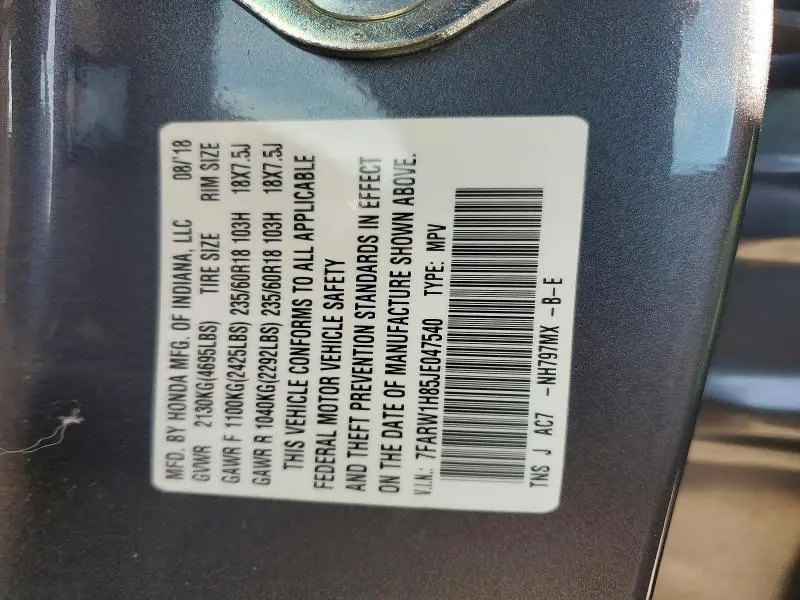 MFD. BY HONDA MFG. OF INDIANA, LLC 08/'18
GVWR 2130KG(4695LBS) TIRE SIZE RIM SIZE
GAWR F 1100KG(2425LBS) 235/60R18 103H 18X7.5J
GAWR R 1040KG(2292LBS) 235/60R18 103H 18X7.5J
THIS VEHICLE CONFORMS TO ALL APPLICABLE
FEDERAL MOTOR VEHICLE SAFETY
AND THEFT PREVENTION STANDARDS IN EFFECT
ON THE DATE OF MANUFACTURE SHOWN ABOVE.
V.I.N.: 7FARW1H85JE047540 TYPE: MPV
TNS J AC7 -NH797MX -B-E